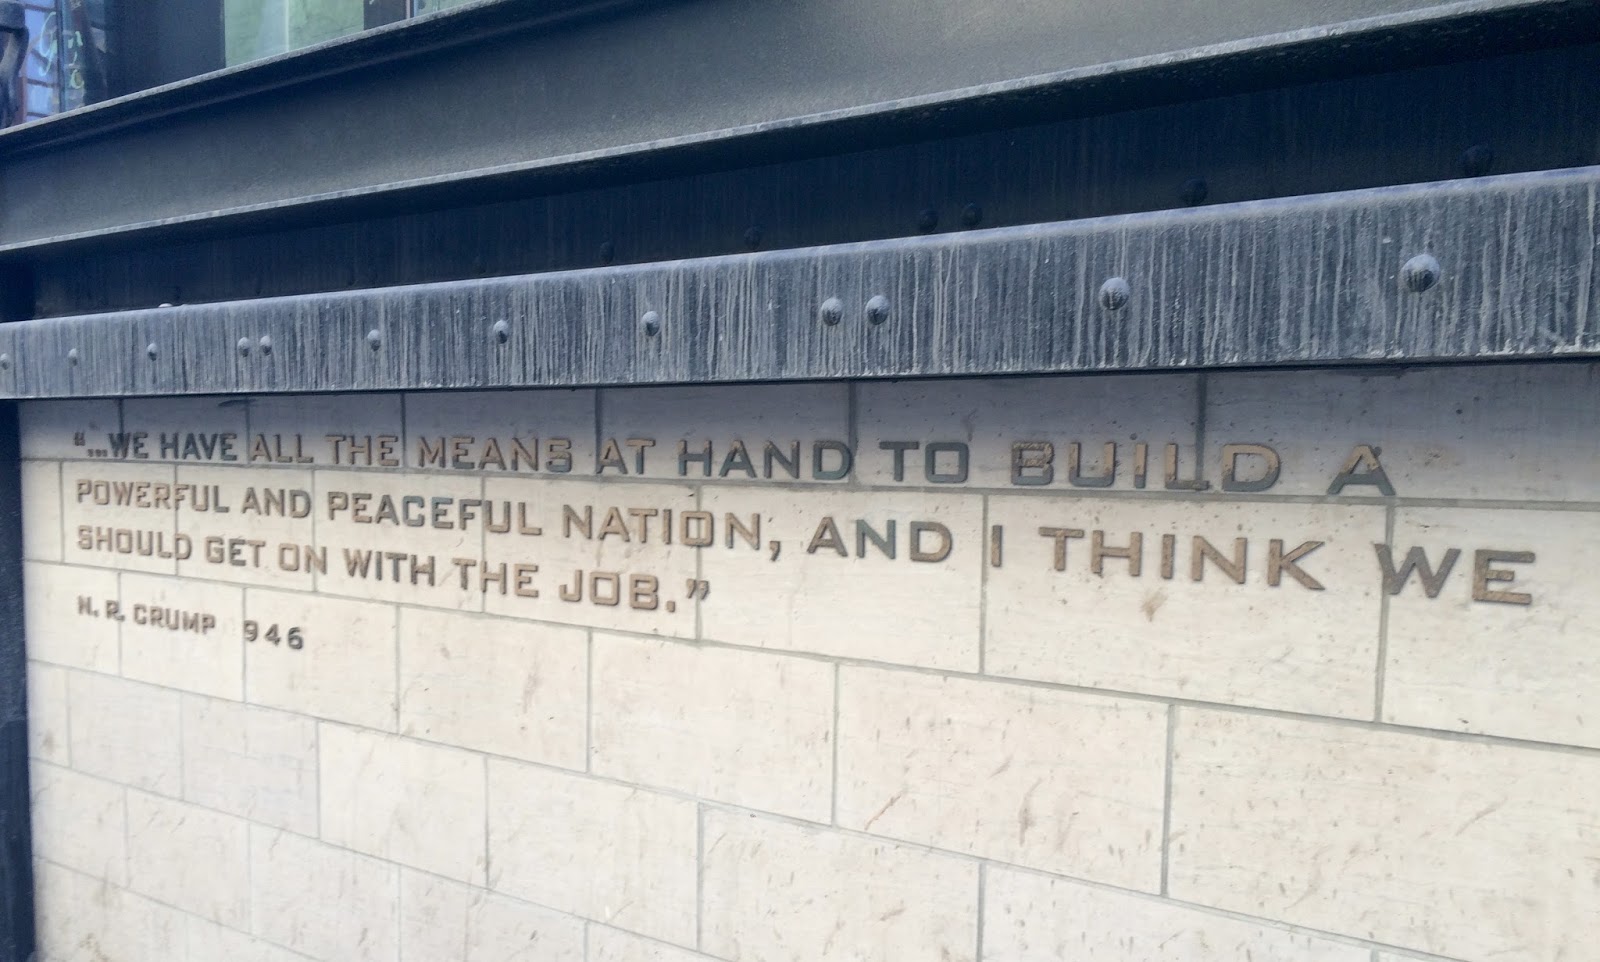 “...WE HAVE ALL THE MEANS AT HAND TO BUILD A
POWERFUL AND PEACEFUL NATION, AND I THINK WE
SHOULD GET ON WITH THE JOB.”
N. R. CRUMP 946